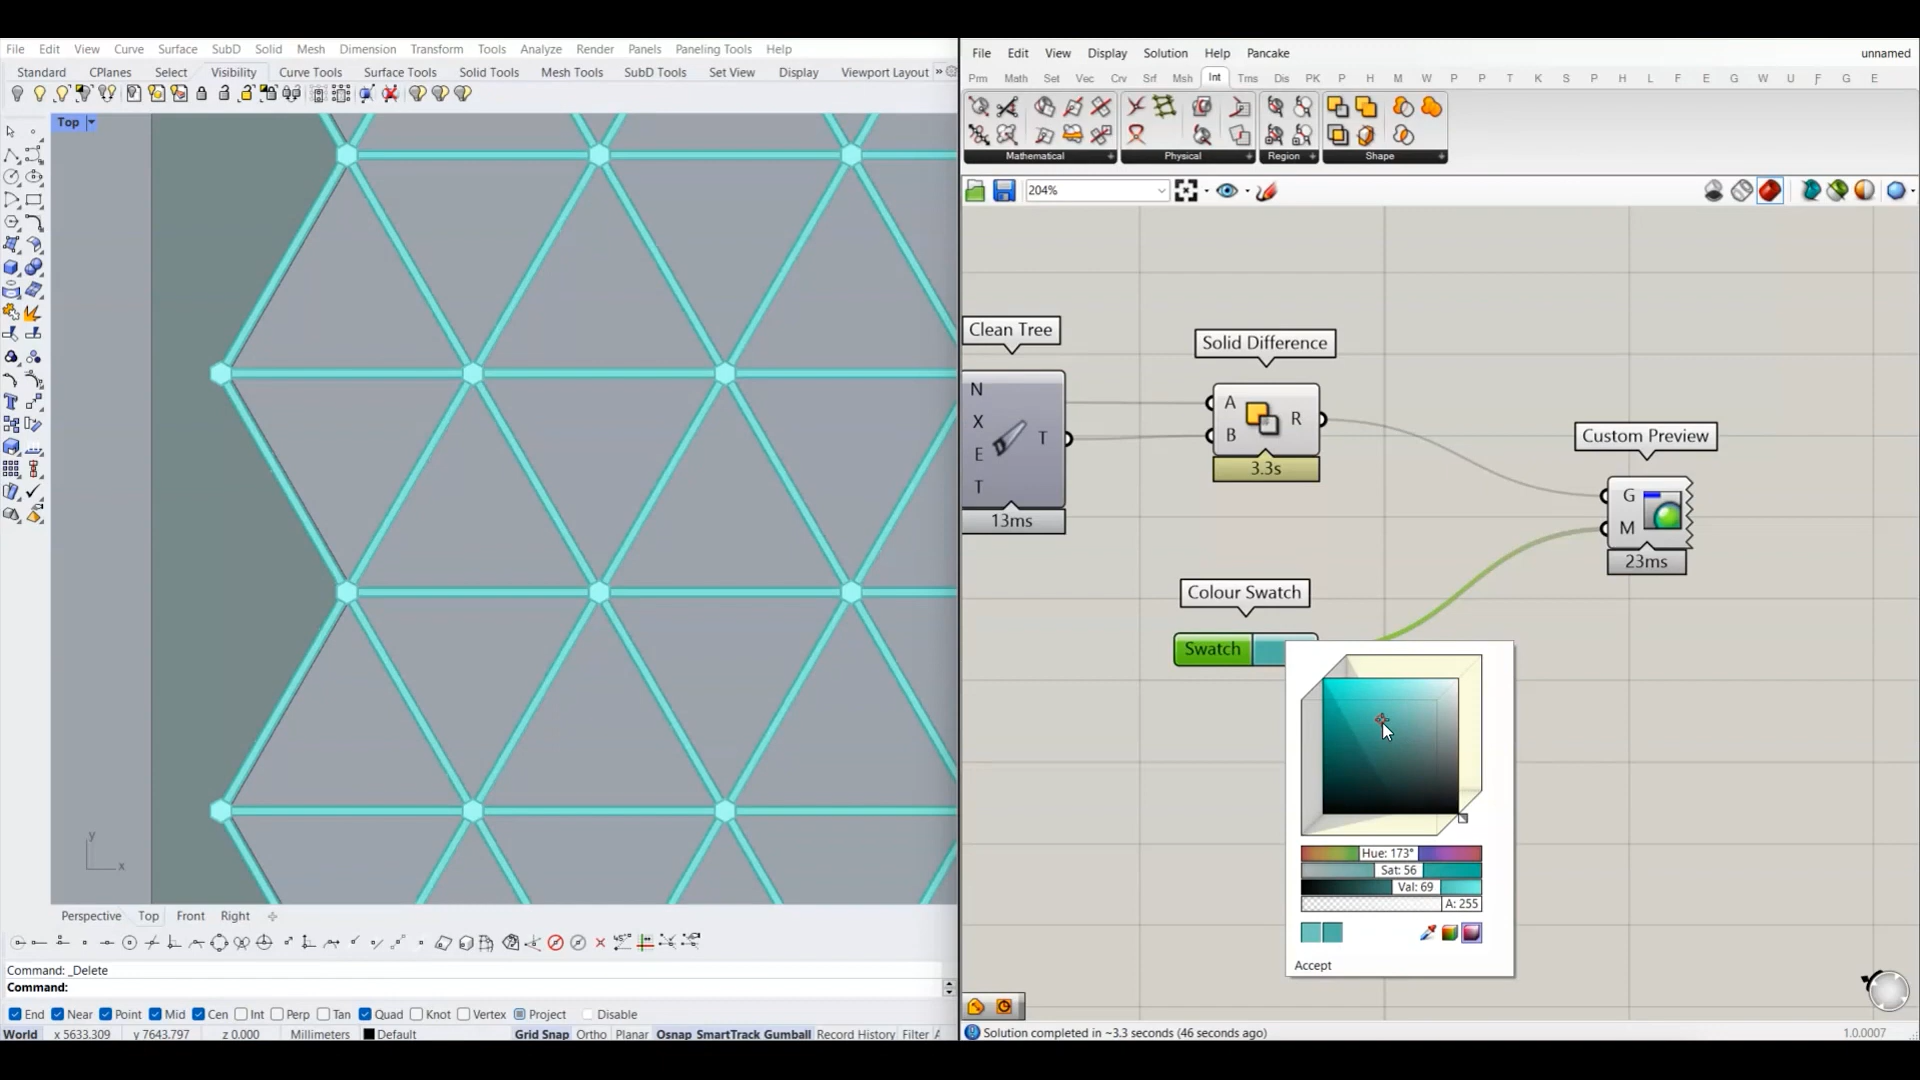 File Edit View Curve Surface SubD Solid Mesh Dimension Transform Tools Analyze Render Panels Paneling Tools Help
Standard CPlanes Select Visibility Curve Tools Surface Tools Solid Tools Mesh Tools SubD Tools Set View Display Viewport Layout »
Top
y
x
Perspective Top Front Right
Command: _Delete
Command:
End Near Point Mid Cen Int Perp Tan Quad Knot Vertex Project Disable
World x 5633.309 y 7643.797 z 0.000 Millimeters Default Grid Snap Ortho Planar Osnap SmartTrack Gumball Record History Filter A
File Edit View Display Solution Help Pancake unnamed
Prm Math Set Vec Crv Srf Msh Int Trns Dis PK P H M W P P T K S P H L F E G W U F G E
Mathematical Physical Region Shape
204%
Clean Tree
N
X
E
T
T
13ms
Solid Difference
A
B
R
3.3s
Custom Preview
G
M
23ms
Colour Swatch
Swatch
Hue: 173°
Sat: 56
Val: 69
A: 255
Accept
Solution completed in ~3.3 seconds (46 seconds ago) 1.0.0007